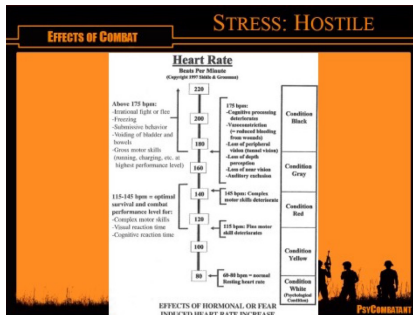 STRESS: HOSTILE
EFFECTS OF COMBAT
Heart Rate
Beats Per Minute
(Copyright 1997 Siddle & Grossman)
220
200
180
160
140
120
100
80
Above 175 bpm:
-Irrational fight or flee
-Freezing
-Submissive behavior
-Voiding of bladder and
bowels
-Gross motor skills
(running, charging, etc. at
highest performance level)
115-145 bpm = optimal
survival and combat
performance level for:
-Complex motor skills
-Visual reaction time
-Cognitive reaction time
175 bpm:
-Cognitive processing
deteriorates
-Vasoconstriction
(= reduced bleeding
from wounds)
-Loss of peripheral
vision (tunnel vision)
-Loss of depth
perception
-Loss of near vision
-Auditory exclusion
145 bpm: Complex
motor skills deteriorate
115 bpm: Fine motor
skill deteriorates
60-80 bpm = normal
resting heart rate
Condition
Black
Condition
Gray
Condition
Red
Condition
Yellow
Condition
White
(Psychological
Condition)
EFFECTS OF HORMONAL OR FEAR
INDUCED HEART RATE INCREASE
PSYCOMBATANT